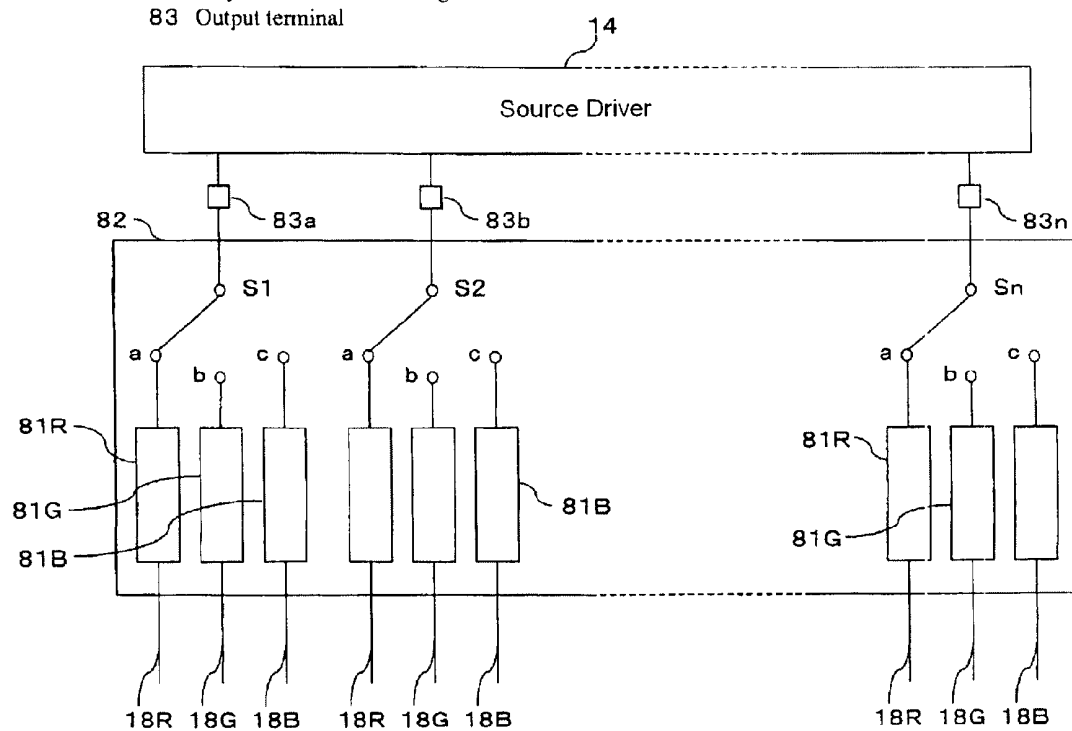 83 Output terminal
14
Source Driver
82 83a 83b 83n
S1 S2 Sn
a b c a b c a b c
81R 81G 81B 81B 81R 81G
18R 18G 18B 18R 18G 18B 18R 18G 18B